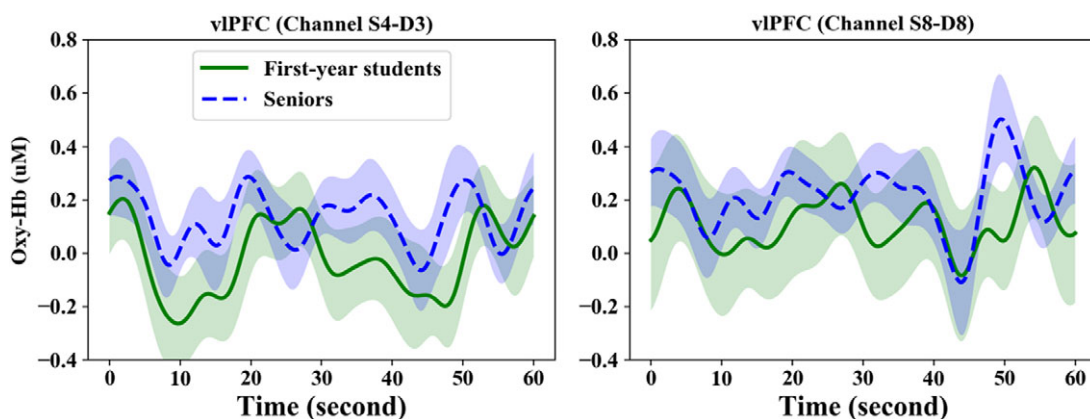 vlPFC (Channel S4-D3)
vlPFC (Channel S8-D8)
Oxy-Hb (uM)
0.8
0.6
0.4
0.2
0.0
−0.2
−0.4
First-year students
Seniors
0 10 20 30 40 50 60
Time (second)
0.8
0.6
0.4
0.2
0.0
−0.2
−0.4
0 10 20 30 40 50 60
Time (second)